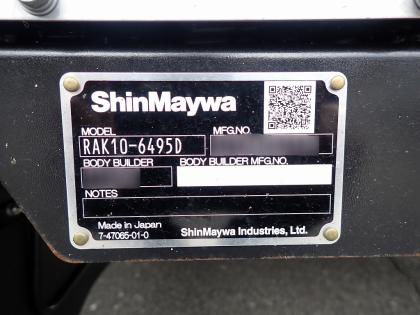 ShinMaywa
MODEL MFG.NO.
RAK10-6495D
BODY BUILDER BODY BUILDER MFG.NO.
NOTES
Made in Japan
7-47065-01-0 ShinMaywa Industries, Ltd.